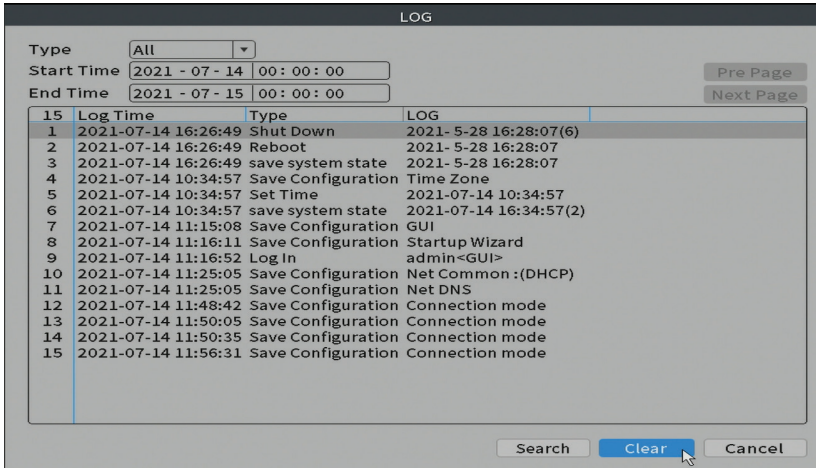 LOG
Type All
Start Time 2021 - 07 - 14 00 : 00 : 00 Pre Page
End Time 2021 - 07 - 15 00 : 00 : 00 Next Page
15 Log Time Type LOG
1 2021-07-14 16:26:49 Shut Down 2021- 5-28 16:28:07(6)
2 2021-07-14 16:26:49 Reboot 2021- 5-28 16:28:07
3 2021-07-14 16:26:49 save system state 2021- 5-28 16:28:07
4 2021-07-14 10:34:57 Save Configuration Time Zone
5 2021-07-14 10:34:57 Set Time 2021-07-14 10:34:57
6 2021-07-14 10:34:57 save system state 2021-07-14 16:34:57(2)
7 2021-07-14 11:15:08 Save Configuration GUI
8 2021-07-14 11:16:11 Save Configuration Startup Wizard
9 2021-07-14 11:16:52 Log In admin<GUI>
10 2021-07-14 11:25:05 Save Configuration Net Common :(DHCP)
11 2021-07-14 11:25:05 Save Configuration Net DNS
12 2021-07-14 11:48:42 Save Configuration Connection mode
13 2021-07-14 11:50:05 Save Configuration Connection mode
14 2021-07-14 11:50:35 Save Configuration Connection mode
15 2021-07-14 11:56:31 Save Configuration Connection mode
Search Clear Cancel